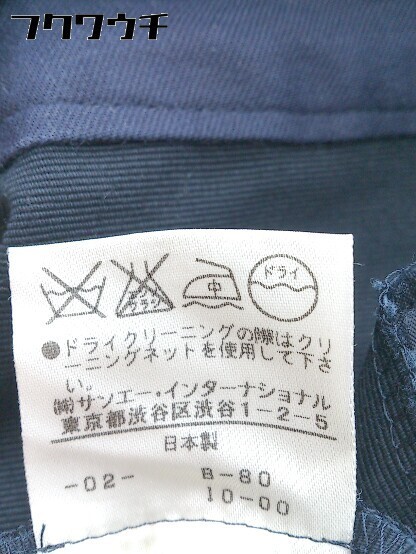 フクワウチ
エンソ
サラシ
中
ドライ
●ドライクリーニングの際はクリ
ーニングネットを使用して下さ
い。
㈱サンエー・インターナショナル
東京都渋谷区渋谷1-2-5
日本製
-02- B-80
10-00